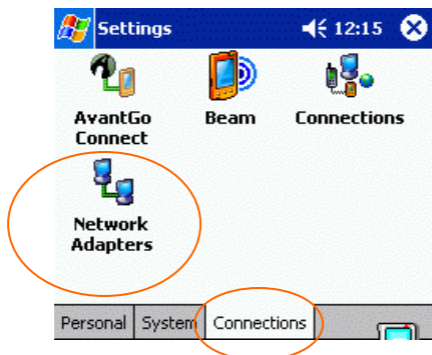 Settings 12:15
AvantGo Beam Connections
Connect
Network
Adapters
Personal System Connections